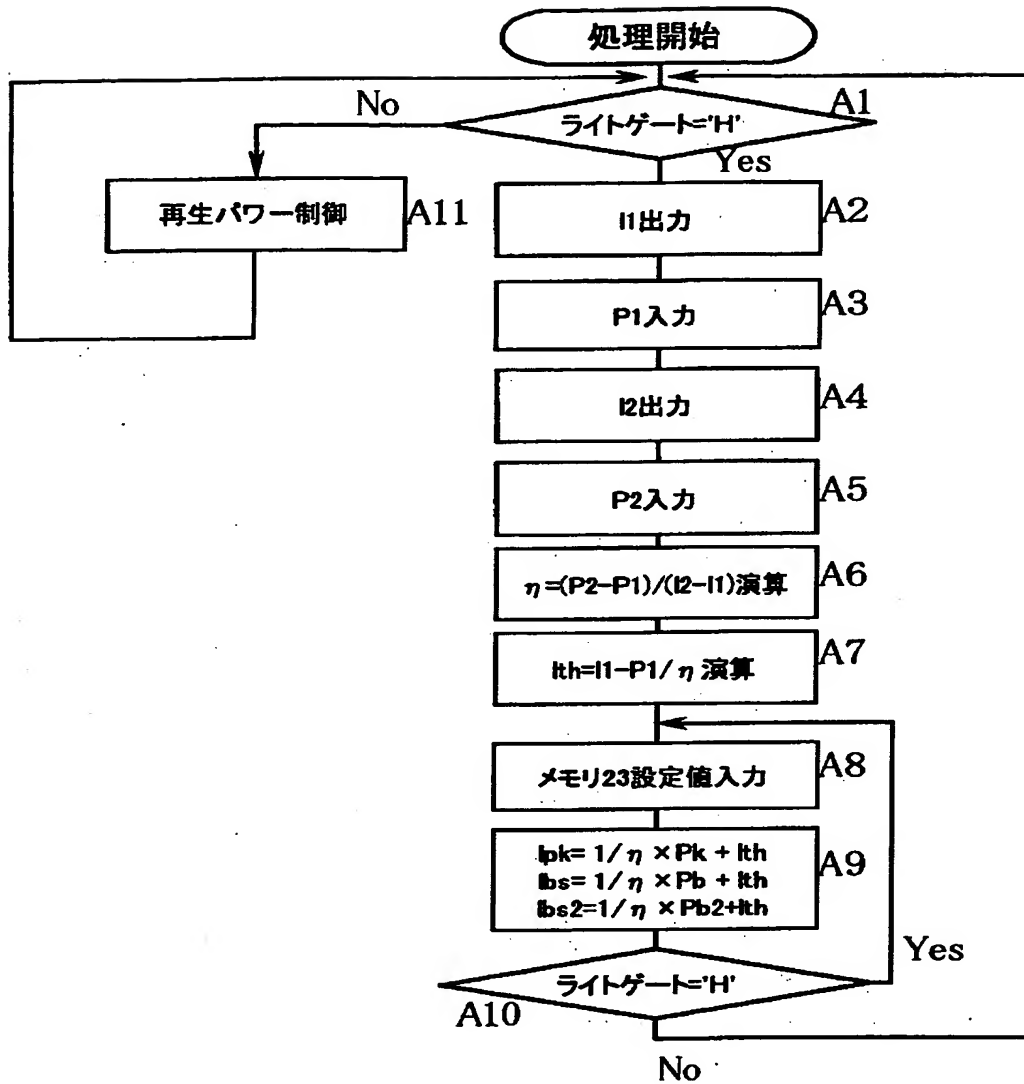 処理開始
No
A1
ライトゲート='H'
Yes
再生パワー制御
A11
I1出力
A2
P1入力
A3
I2出力
A4
P2入力
A5
η=(P2-P1)/(I2-I1)演算
A6
Ith=I1-P1/η 演算
A7
メモリ23設定値入力
A8
Ipk= 1/η ×Pk + Ith
Ibs= 1/η ×Pb + Ith
Ibs2=1/η ×Pb2+Ith
A9
Yes
ライトゲート='H'
A10
No